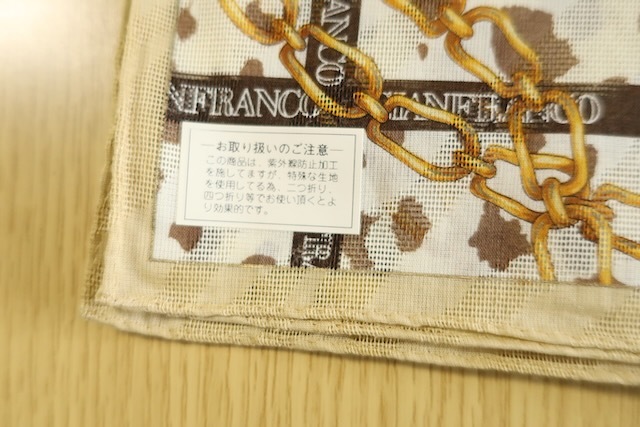 NFRANCO GIANFRANCO
FRANCO
—お取り扱いのご注意—
この商品は、紫外線防止加工
を施してますが、特殊な生地
を使用してる為、二つ折り、
四つ折り等でお使い頂くとよ
り効果的です。